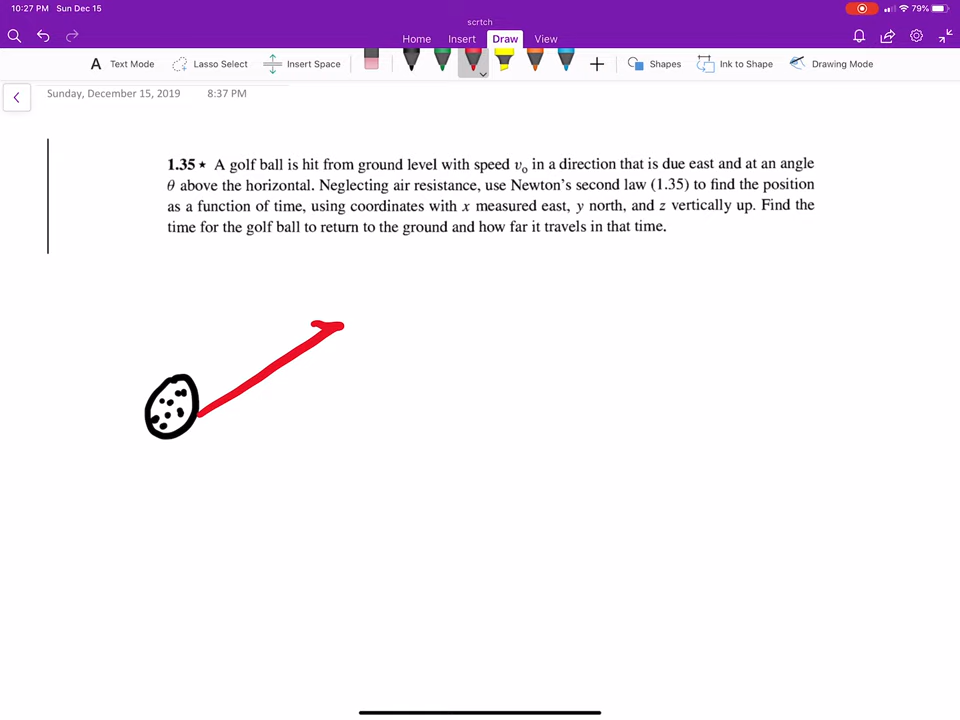 10:27 PM Sun Dec 15
79%
scrtch
Home Insert Draw View
A Text Mode Lasso Select Insert Space Shapes Ink to Shape Drawing Mode
Sunday, December 15, 2019 8:37 PM
1.35 ⋆ A golf ball is hit from ground level with speed v₀ in a direction that is due east and at an angle
θ above the horizontal. Neglecting air resistance, use Newton's second law (1.35) to find the position
as a function of time, using coordinates with x measured east, y north, and z vertically up. Find the
time for the golf ball to return to the ground and how far it travels in that time.